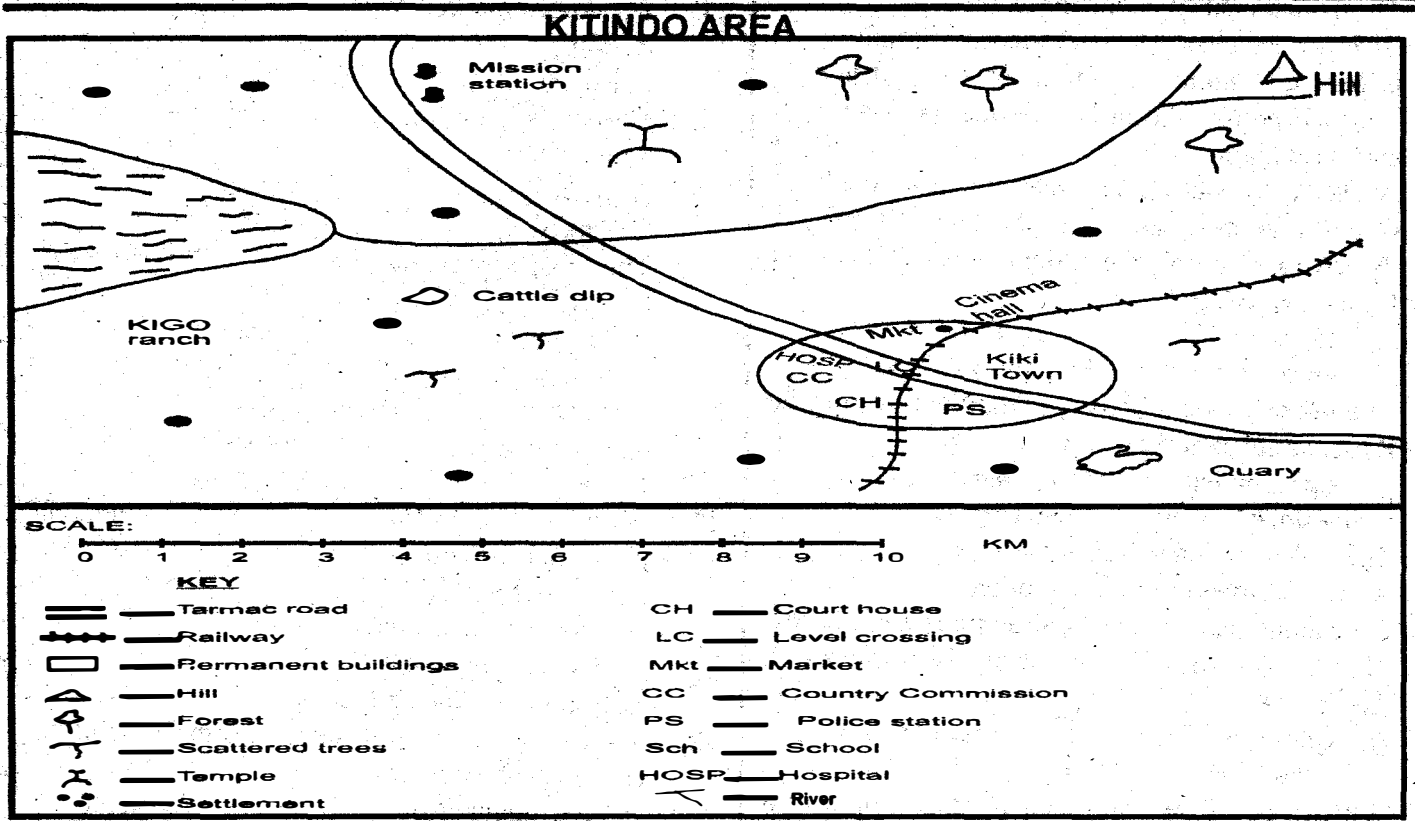 KITINDO AREA
Mission
station
Hill
Cattle dip
KIGO
ranch
Cinema
hall
Mkt
HOSP LC
CC
Kiki
Town
CH
PS
Quary
SCALE:
0 1 2 3 4 5 6 7 8 9 10 KM
KEY
Tarmac road
Railway
Permanent buildings
Hill
Forest
Scattered trees
Temple
Settlement
CH Court house
LC Level crossing
Mkt Market
CC Country Commission
PS Police station
Sch School
HOSP Hospital
River